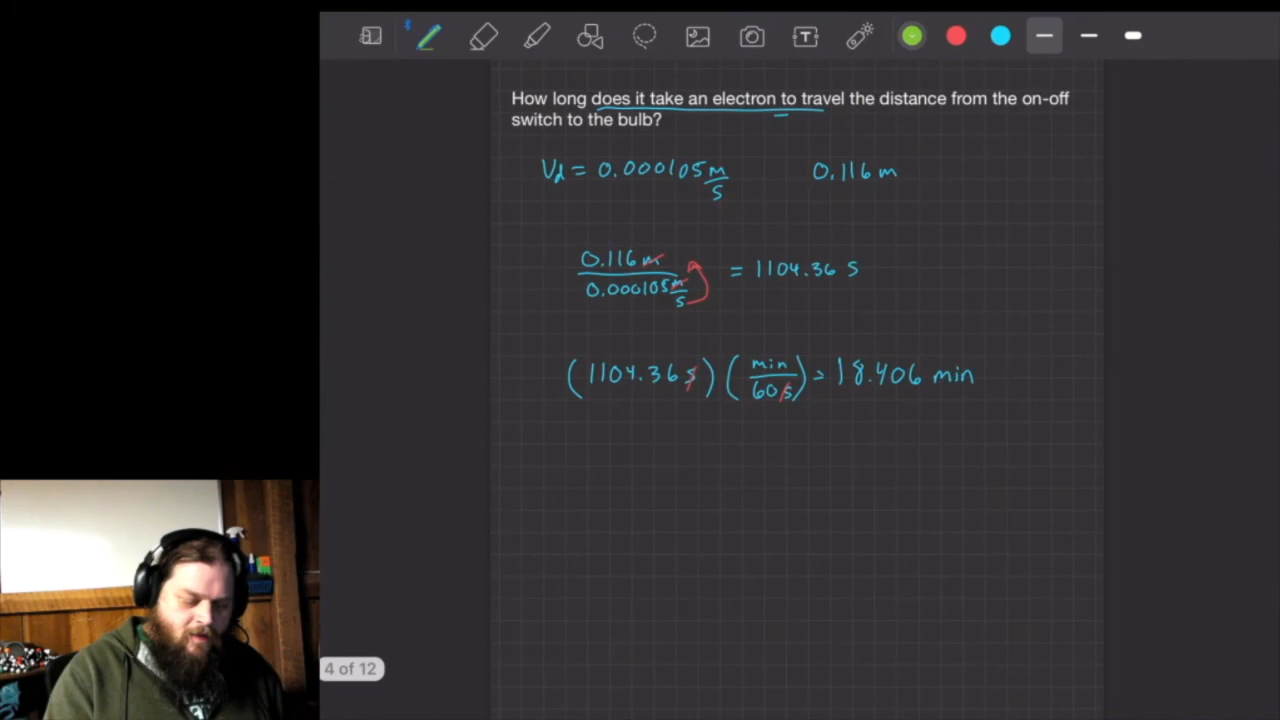 How long does it take an electron to travel the distance from the on-off
switch to the bulb?
Vd = 0.000105 m/s 0.116 m
0.116 m / 0.000105 m/s = 1104.36 s
(1104.36 s) (min / 60 s) = 18.406 min
4 of 12